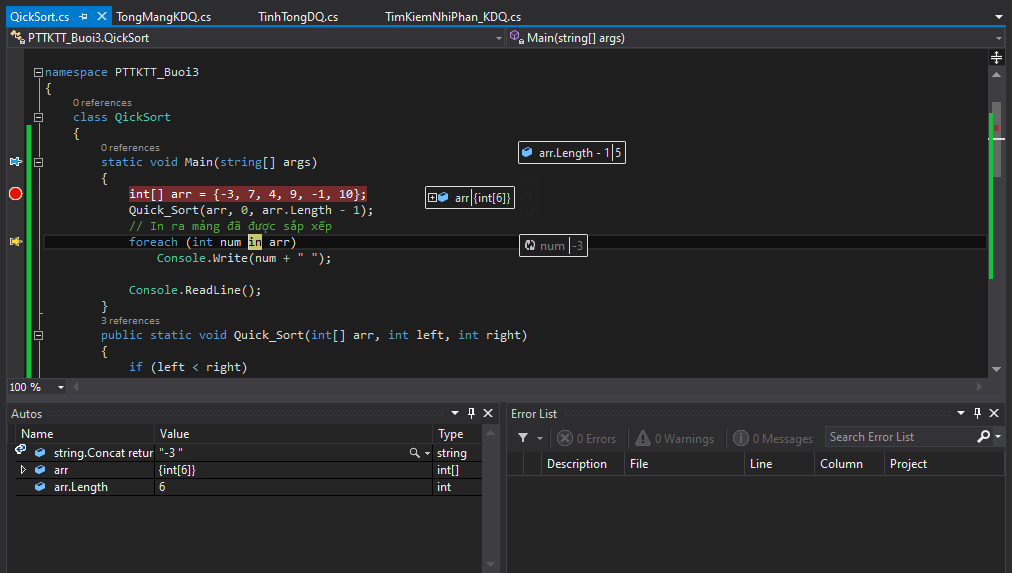 QickSort.cs TongMangKDQ.cs TinhTongDQ.cs TimKiemNhiPhan_KDQ.cs
PTTKTT_Buoi3.QickSort Main(string[] args)
namespace PTTKTT_Buoi3
{
0 references
class QickSort
{
0 references
static void Main(string[] args)
arr.Length - 1 5
{
int[] arr = {-3, 7, 4, 9, -1, 10};
arr {int[6]}
Quick_Sort(arr, 0, arr.Length - 1);
// In ra mảng đã được sắp xếp
foreach (int num in arr)
num -3
Console.Write(num + " ");
Console.ReadLine();
}
3 references
public static void Quick_Sort(int[] arr, int left, int right)
{
if (left < right)
100 %
Autos
Name Value Type
string.Concat retur "-3 " string
arr {int[6]} int[]
arr.Length 6 int
Error List
0 Errors 0 Warnings 0 Messages Search Error List
Description File Line Column Project